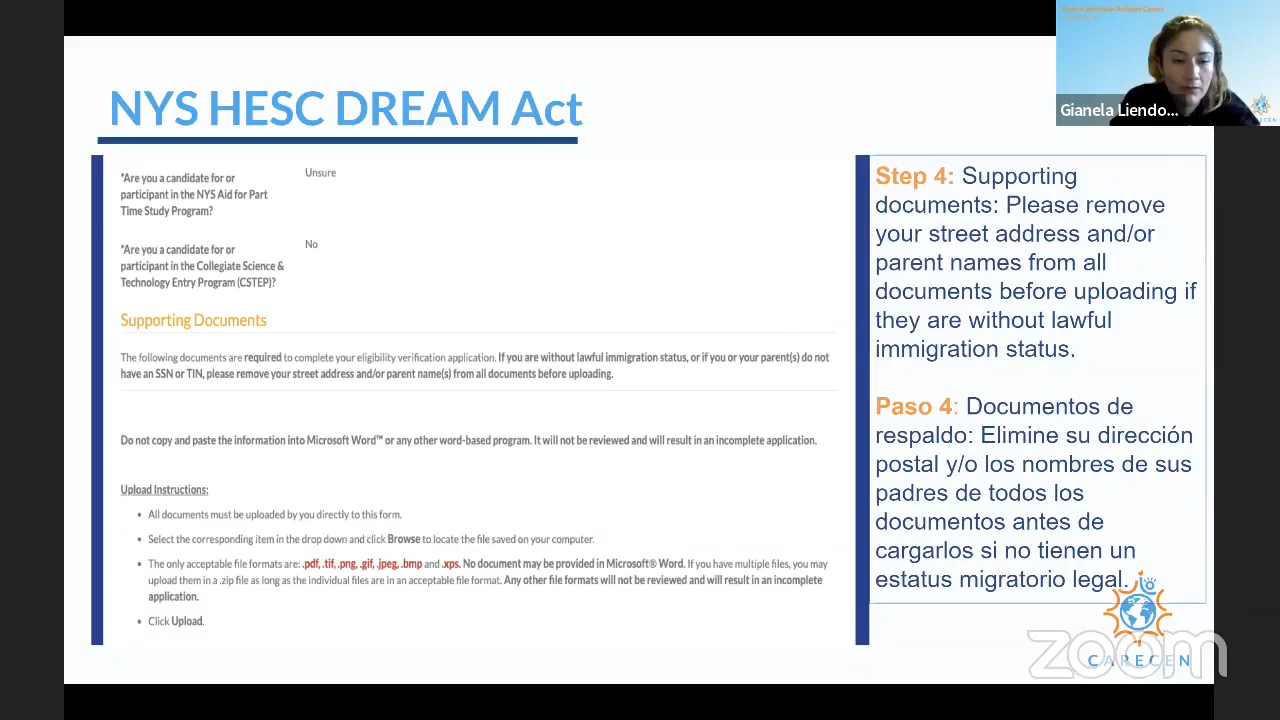 NYS HESC DREAM Act
Gianela Liendo...
*Are you a candidate for or
participant in the NYS Aid for Part
Time Study Program?
Unsure
*Are you a candidate for or
participant in the Collegiate Science &
Technology Entry Program (CSTEP)?
No
Supporting Documents
The following documents are required to complete your eligibility verification application. If you are without lawful immigration status, or if you or your parent(s) do not
have an SSN or TIN, please remove your street address and/or parent name(s) from all documents before uploading.
Do not copy and paste the information into Microsoft Word™ or any other word-based program. It will not be reviewed and will result in an incomplete application.
Upload Instructions:
• All documents must be uploaded by you directly to this form.
• Select the corresponding item in the drop down and click Browse to locate the file saved on your computer.
• The only acceptable file formats are: .pdf, .tif, .png, .gif, .jpeg, .bmp and .xps. No document may be provided in Microsoft® Word. If you have multiple files, you may
upload them in a .zip file as long as the individual files are in an acceptable file format. Any other file formats will not be reviewed and will result in an incomplete
application.
• Click Upload.
Step 4: Supporting
documents: Please remove
your street address and/or
parent names from all
documents before uploading if
they are without lawful
immigration status.
Paso 4: Documentos de
respaldo: Elimine su dirección
postal y/o los nombres de sus
padres de todos los
documentos antes de
cargarlos si no tienen un
estatus migratorio legal.
zoom
CARECEN